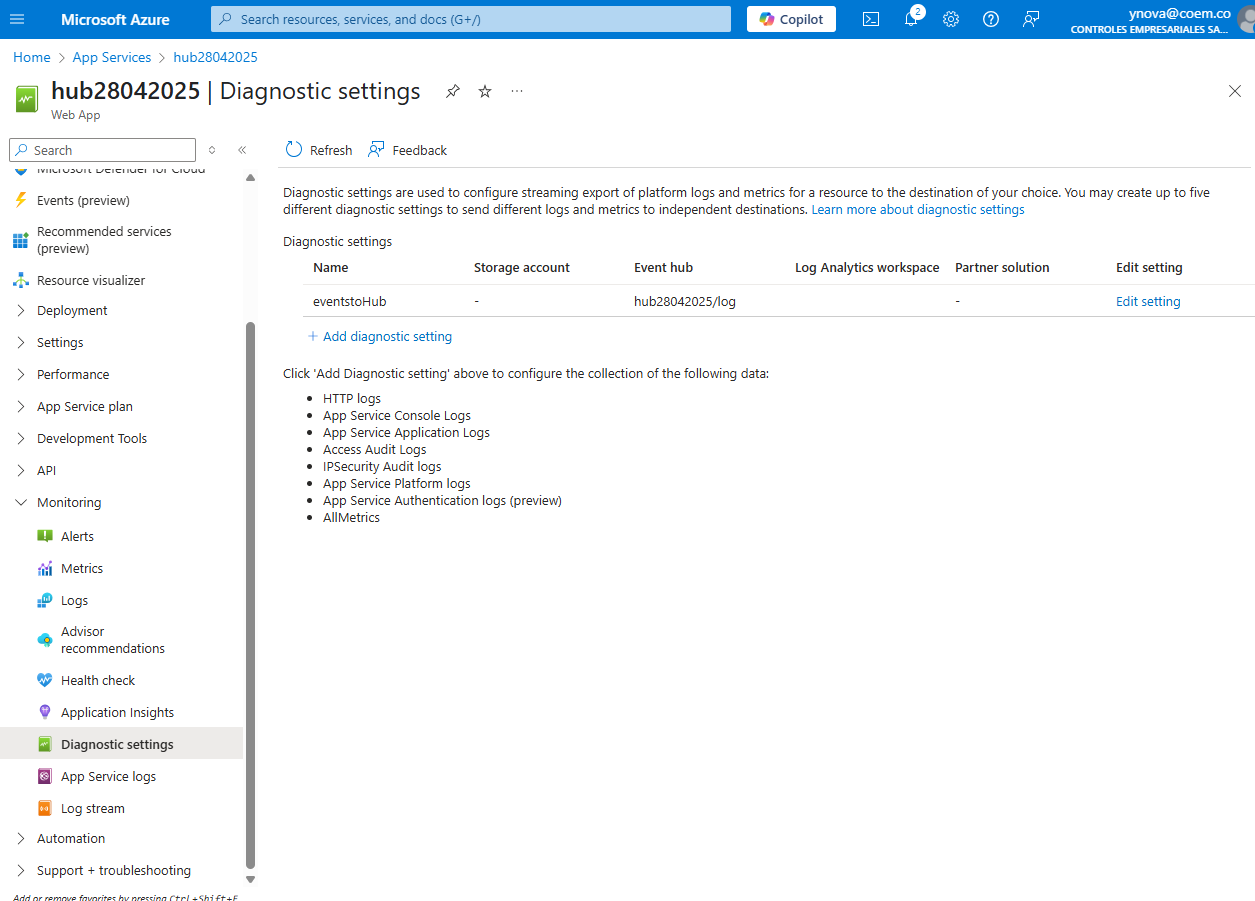 Microsoft Azure
Search resources, services, and docs (G+/)
Copilot
2
ynova@coem.co
CONTROLES EMPRESARIALES SA...
Home > App Services > hub28042025
hub28042025 | Diagnostic settings
...
Web App
Search
Refresh
Feedback
Microsoft Defender for Cloud
Events (preview)
Recommended services
(preview)
Resource visualizer
Deployment
Settings
Performance
App Service plan
Development Tools
API
Monitoring
Alerts
Metrics
Logs
Advisor
recommendations
Health check
Application Insights
Diagnostic settings
App Service logs
Log stream
Automation
Support + troubleshooting
Add or remove favorites by pressing Ctrl+Shift+F
Diagnostic settings are used to configure streaming export of platform logs and metrics for a resource to the destination of your choice. You may create up to five
different diagnostic settings to send different logs and metrics to independent destinations. Learn more about diagnostic settings
Diagnostic settings
Name Storage account Event hub Log Analytics workspace Partner solution Edit setting
eventstoHub - hub28042025/log - Edit setting
+ Add diagnostic setting
Click 'Add Diagnostic setting' above to configure the collection of the following data:
• HTTP logs
• App Service Console Logs
• App Service Application Logs
• Access Audit Logs
• IPSecurity Audit logs
• App Service Platform logs
• App Service Authentication logs (preview)
• AllMetrics